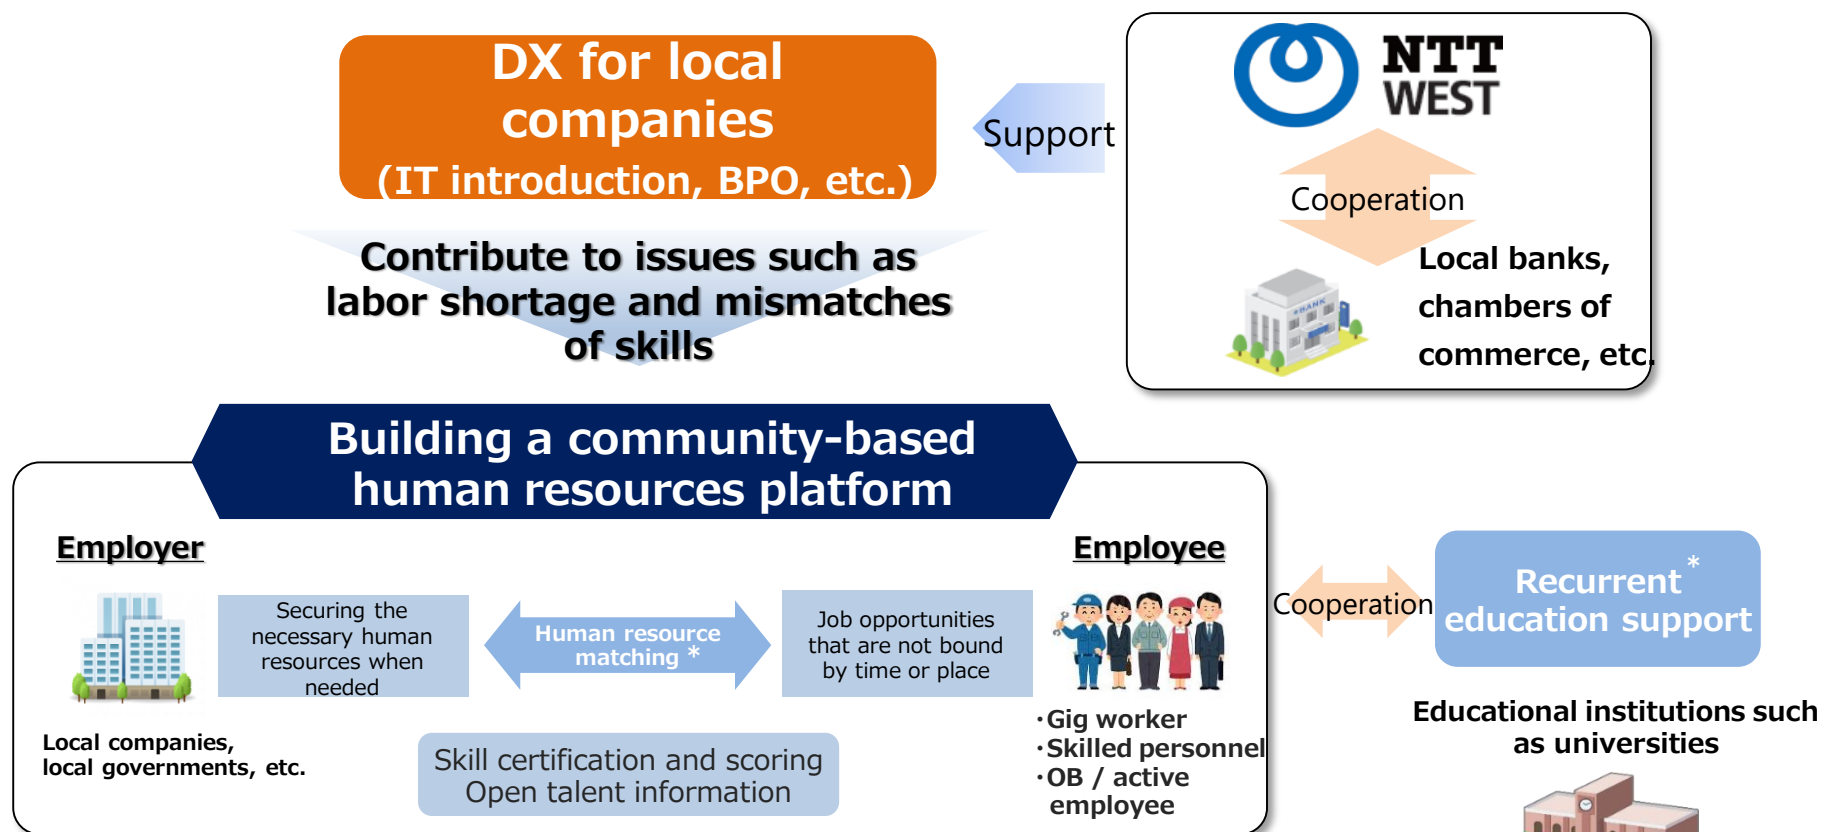 DX for local
companies
(IT introduction, BPO, etc.)
Support
NTT
WEST
Cooperation
BANK
Local banks,
chambers of
commerce, etc.
Contribute to issues such as
labor shortage and mismatches
of skills
Building a community-based
human resources platform
Employer
Securing the
necessary human
resources when
needed
Local companies,
local governments, etc.
Human resource
matching *
Skill certification and scoring
Open talent information
Job opportunities
that are not bound
by time or place
Employee
・Gig worker
・Skilled personnel
・OB / active
employee
Cooperation
Recurrent *
education support
Educational institutions such
as universities